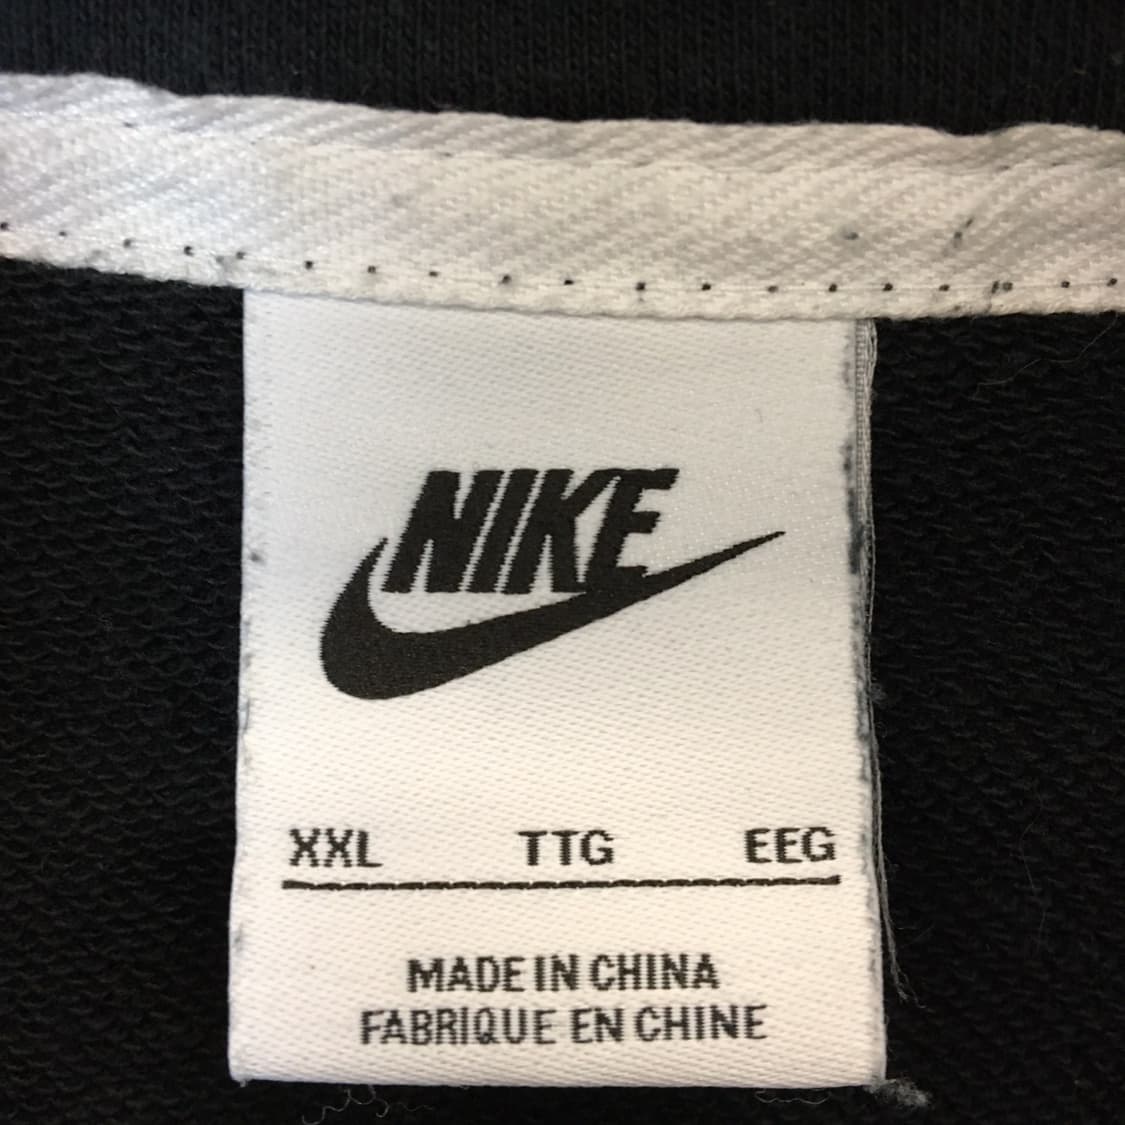 NIKE
XXL TTG EEG
MADE IN CHINA
FABRIQUE EN CHINE